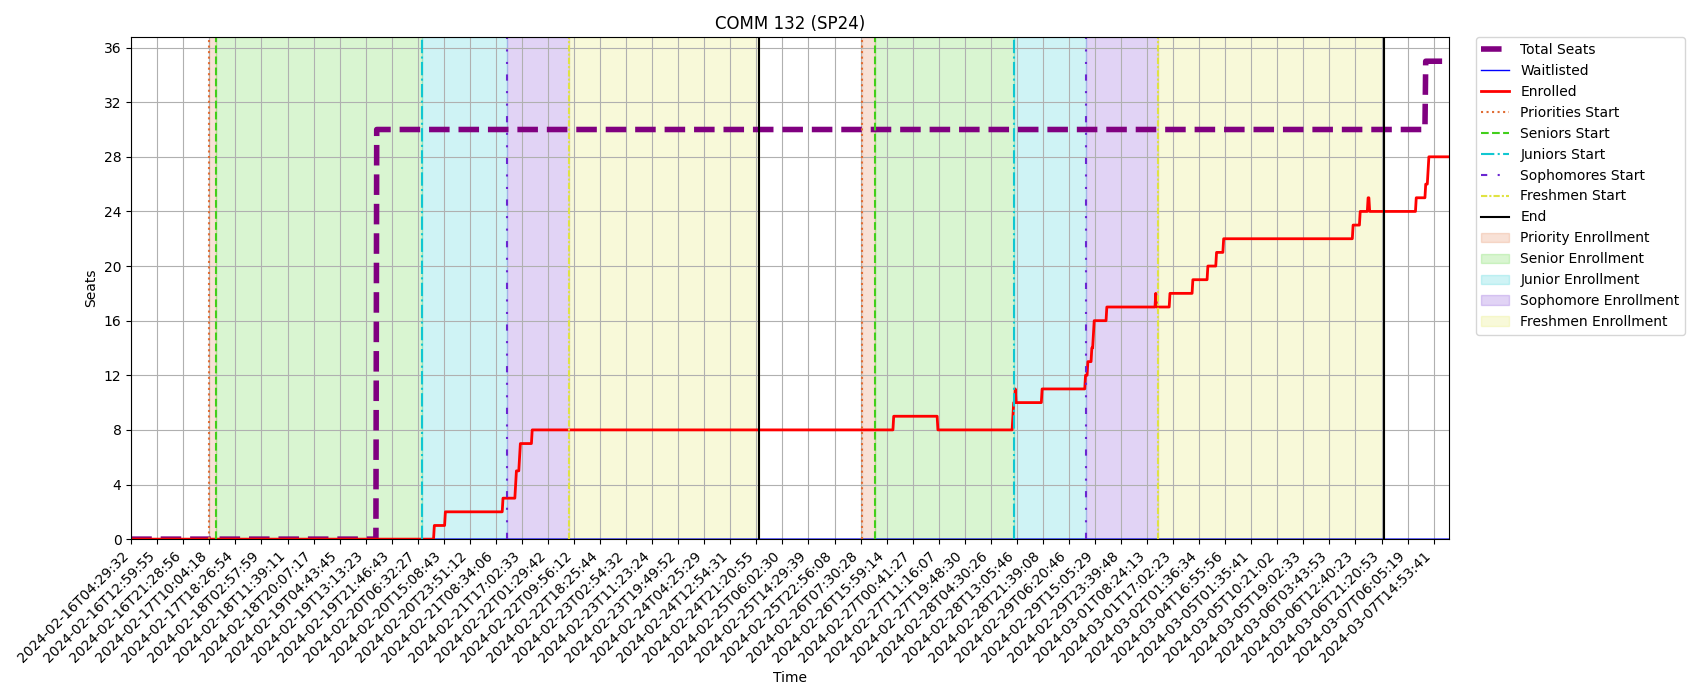 COMM 132 (SP24)
Seats
36
32
28
24
20
16
12
8
4
0
2024-02-16T04:29:32
2024-02-16T12:59:55
2024-02-16T21:28:56
2024-02-17T10:04:18
2024-02-17T18:26:54
2024-02-18T02:57:59
2024-02-18T11:39:11
2024-02-18T20:07:17
2024-02-19T04:43:45
2024-02-19T13:13:23
2024-02-19T21:46:43
2024-02-20T06:32:27
2024-02-20T15:08:43
2024-02-20T23:51:12
2024-02-21T08:34:06
2024-02-21T17:02:33
2024-02-22T01:29:42
2024-02-22T09:56:12
2024-02-22T18:25:44
2024-02-23T02:54:32
2024-02-23T11:23:24
2024-02-23T19:49:52
2024-02-24T04:25:29
2024-02-24T12:54:31
2024-02-24T21:20:55
2024-02-25T06:02:30
2024-02-25T14:29:39
2024-02-25T22:56:08
2024-02-26T07:30:28
2024-02-26T15:59:14
2024-02-27T00:41:27
2024-02-27T11:16:07
2024-02-27T19:48:30
2024-02-28T04:30:26
2024-02-28T13:05:46
2024-02-28T21:39:08
2024-02-29T06:20:46
2024-02-29T15:05:29
2024-02-29T23:39:48
2024-03-01T08:24:13
2024-03-01T17:02:23
2024-03-02T01:36:34
2024-03-04T16:55:56
2024-03-05T01:35:41
2024-03-05T10:21:02
2024-03-05T19:02:33
2024-03-06T03:43:53
2024-03-06T12:40:23
2024-03-06T21:20:53
2024-03-07T06:05:19
2024-03-07T14:53:41
Time
Total Seats
Waitlisted
Enrolled
Priorities Start
Seniors Start
Juniors Start
Sophomores Start
Freshmen Start
End
Priority Enrollment
Senior Enrollment
Junior Enrollment
Sophomore Enrollment
Freshmen Enrollment